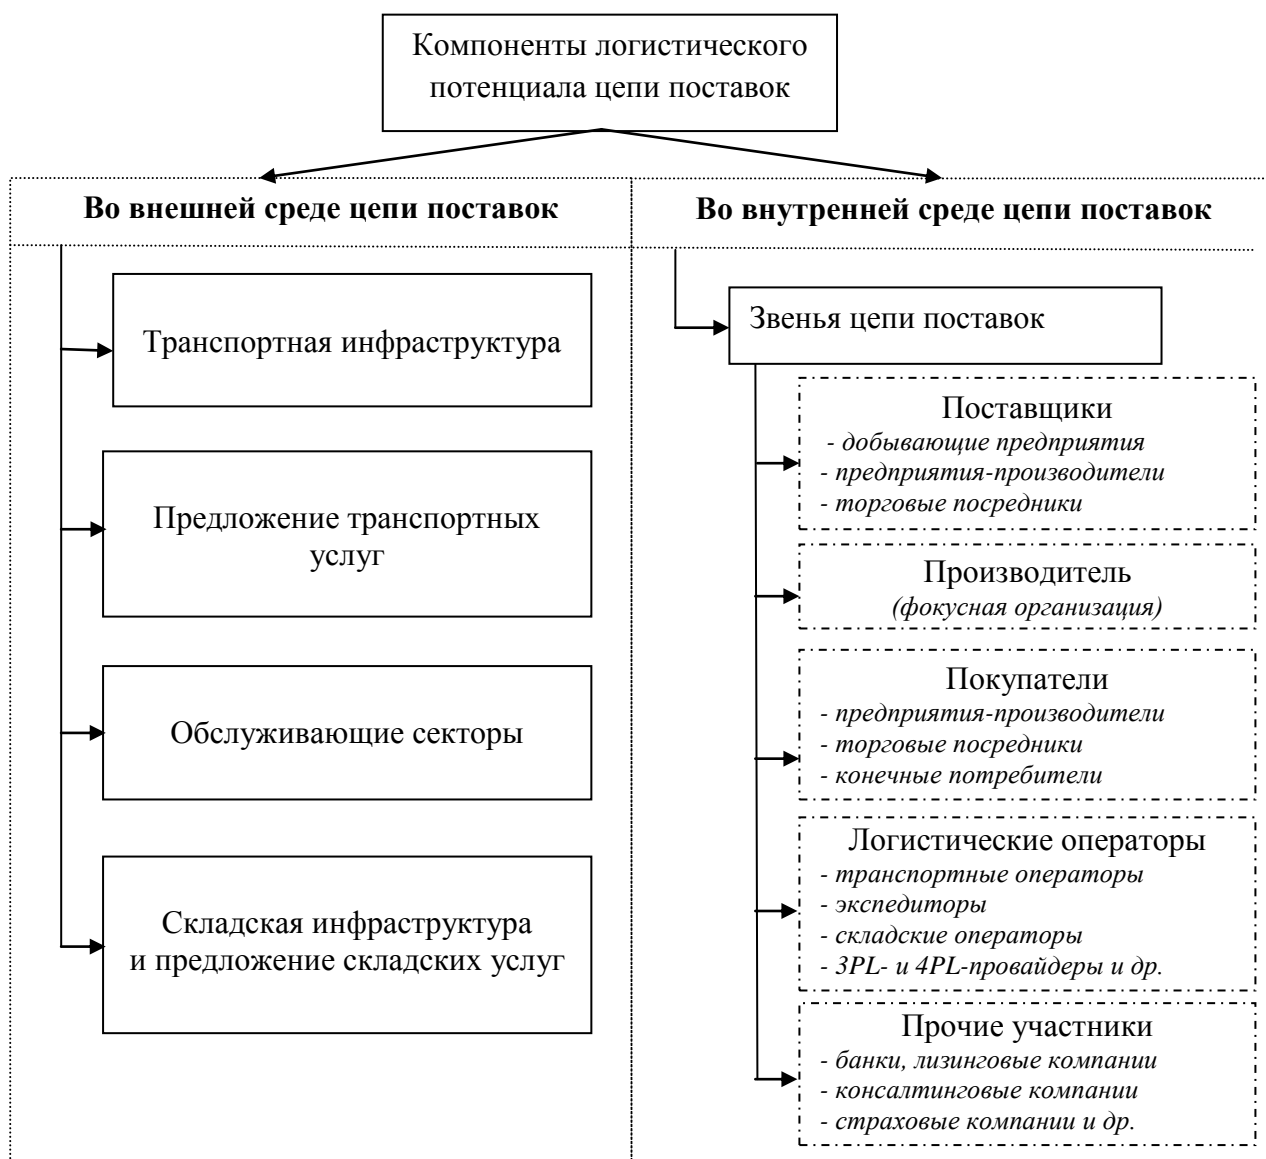 Компоненты логистического
потенциала цепи поставок
Во внешней среде цепи поставок
Транспортная инфраструктура
Предложение транспортных
услуг
Обслуживающие секторы
Складская инфраструктура
и предложение складских услуг
Во внутренней среде цепи поставок
Звенья цепи поставок
Поставщики
- добывающие предприятия
- предприятия-производители
- торговые посредники
Производитель
(фокусная организация)
Покупатели
- предприятия-производители
- торговые посредники
- конечные потребители
Логистические операторы
- транспортные операторы
- экспедиторы
- складские операторы
- 3PL- и 4PL-провайдеры и др.
Прочие участники
- банки, лизинговые компании
- консалтинговые компании
- страховые компании и др.